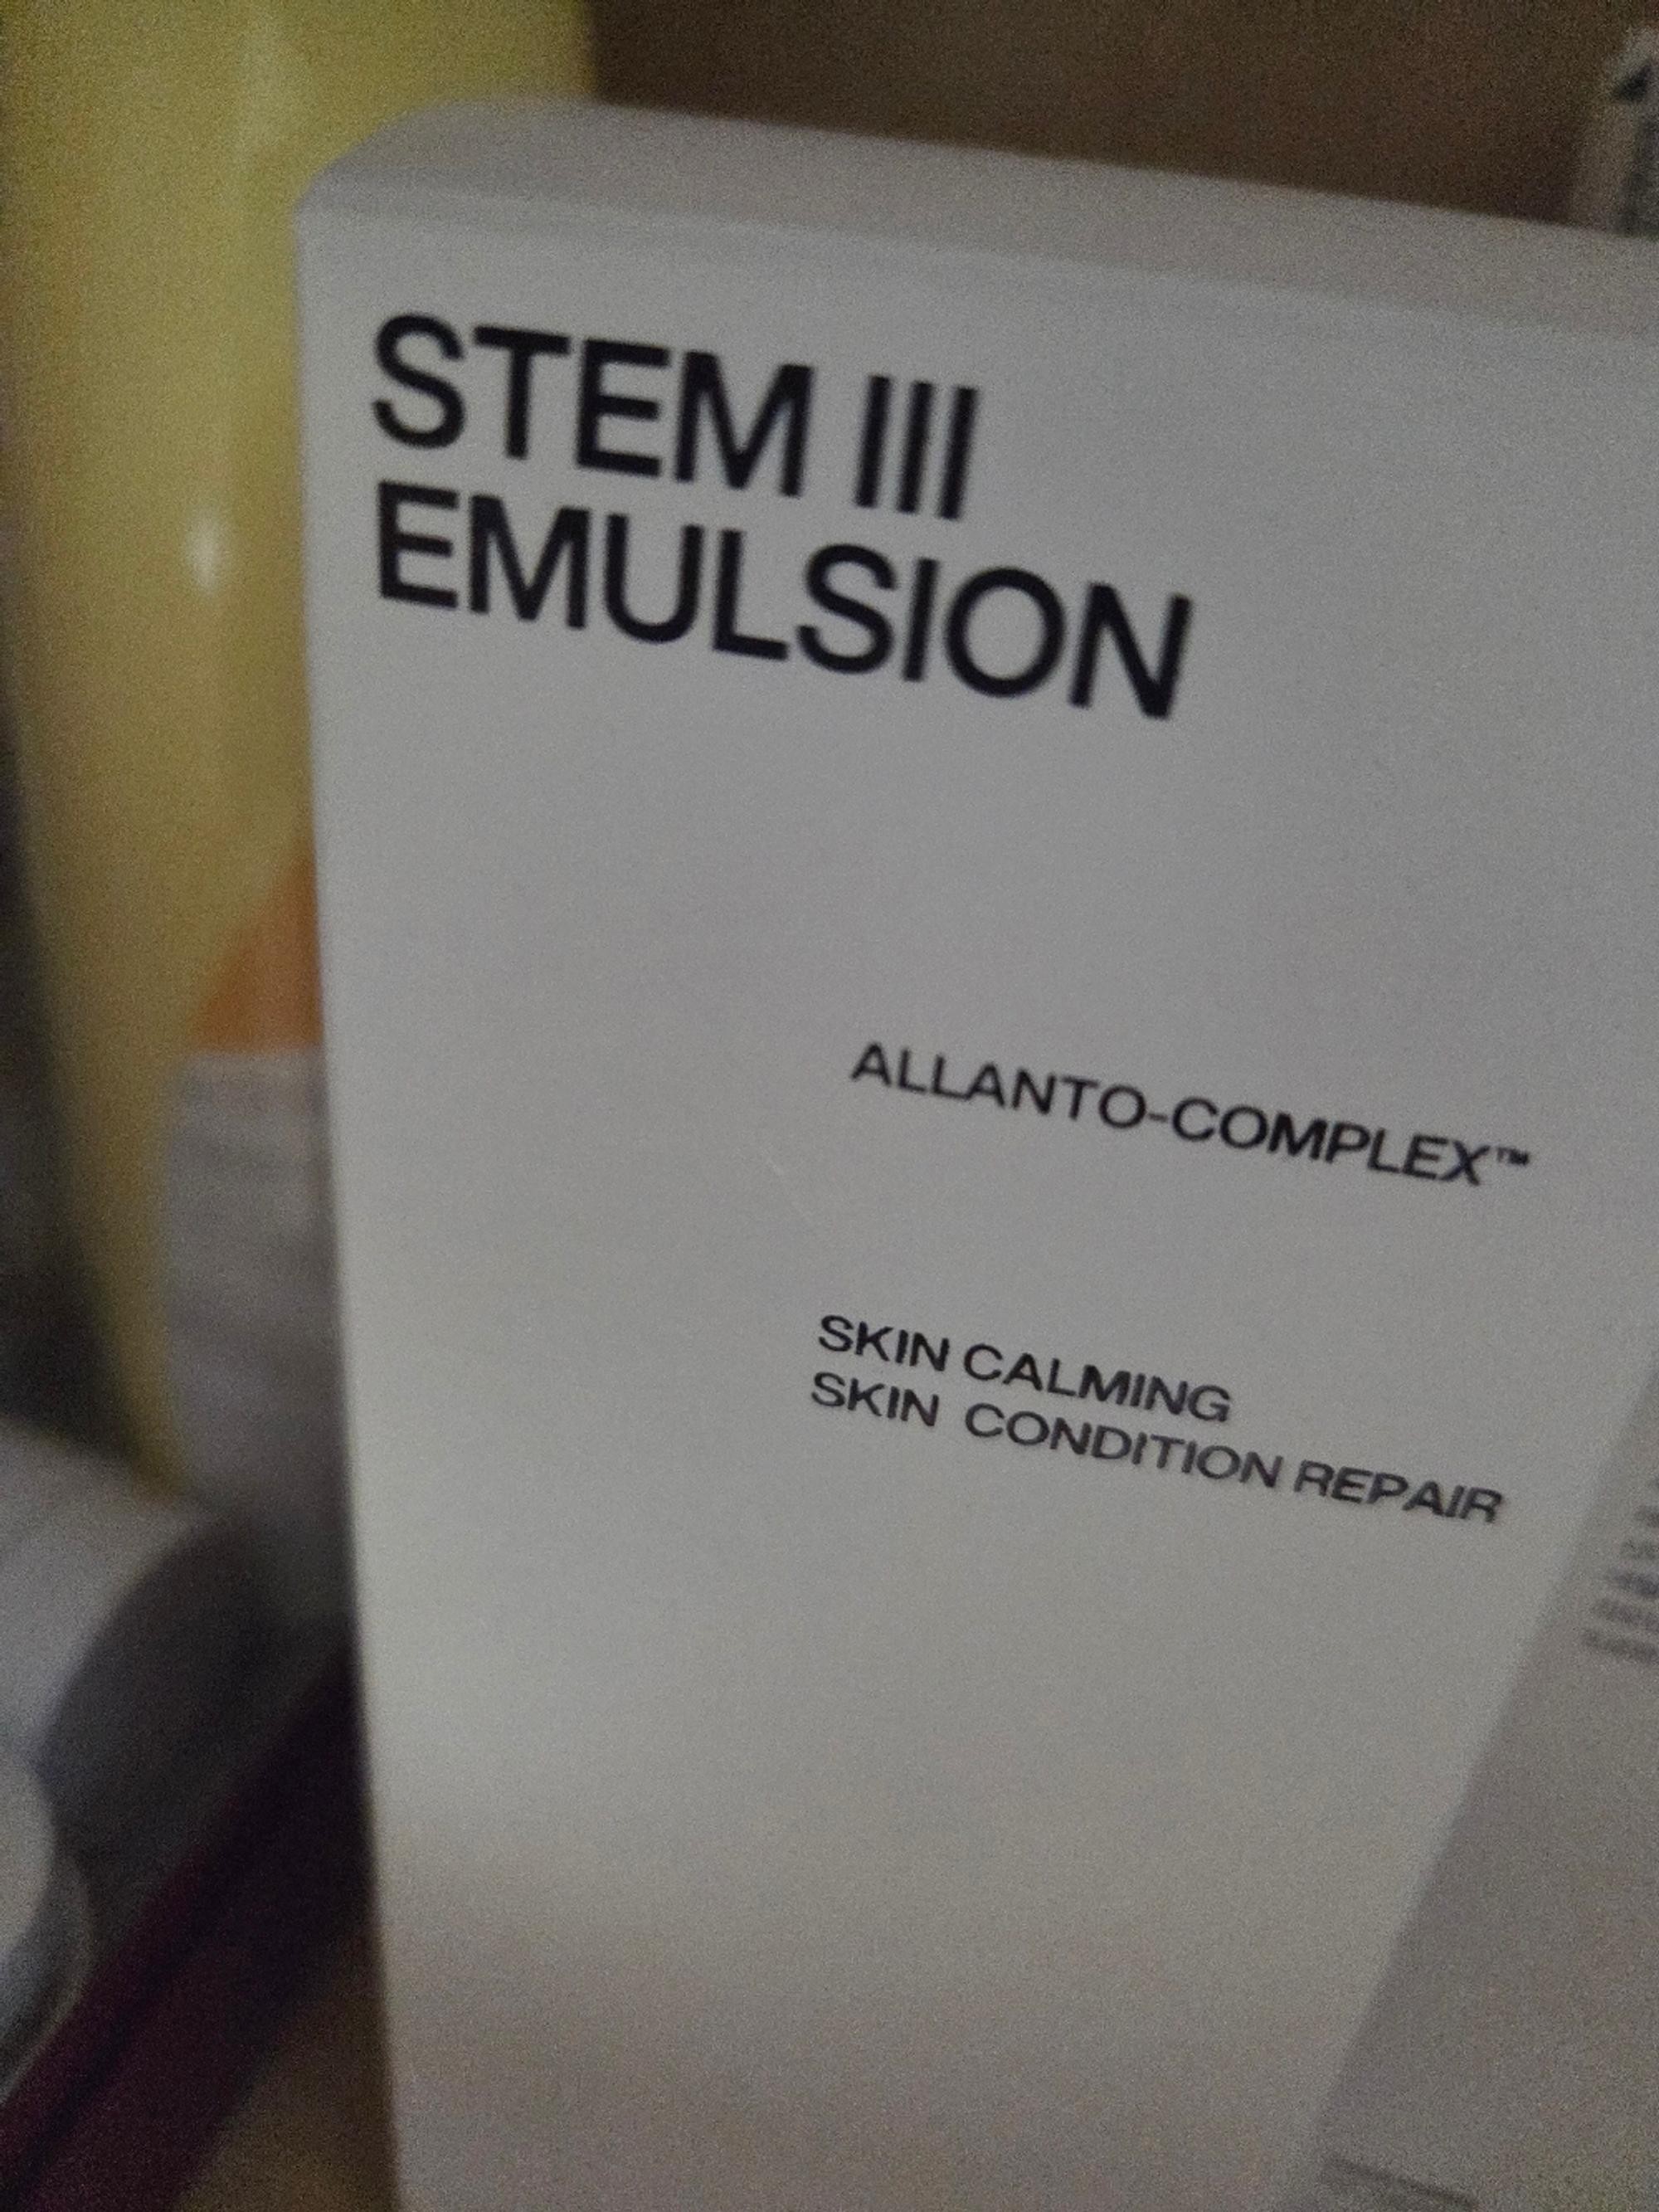 STEM III
EMULSION
ALLANTO-COMPLEX™
SKIN CALMING
SKIN CONDITION REPAIR